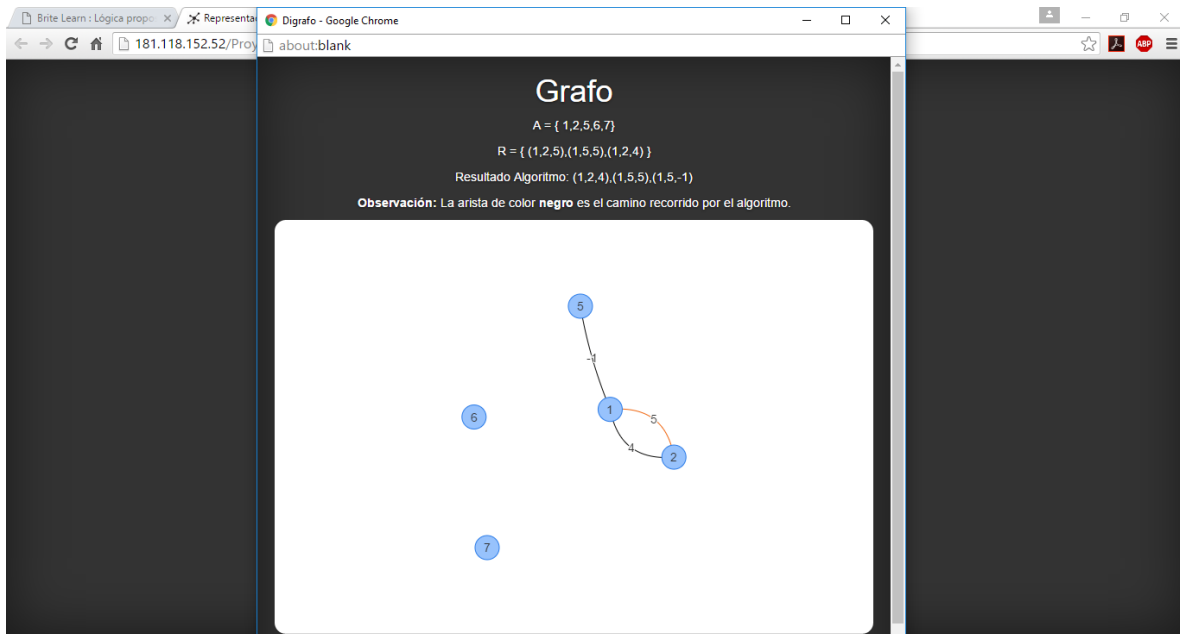 Brite Learn : Lógica propo
Representa
Digrafo - Google Chrome
181.118.152.52/Proy
about:blank
ABP
Grafo
A = { 1,2,5,6,7}
R = { (1,2,5),(1,5,5),(1,2,4) }
Resultado Algoritmo: (1,2,4),(1,5,5),(1,5,-1)
Observación: La arista de color negro es el camino recorrido por el algoritmo.
5
-1
1
6
5
4
2
7